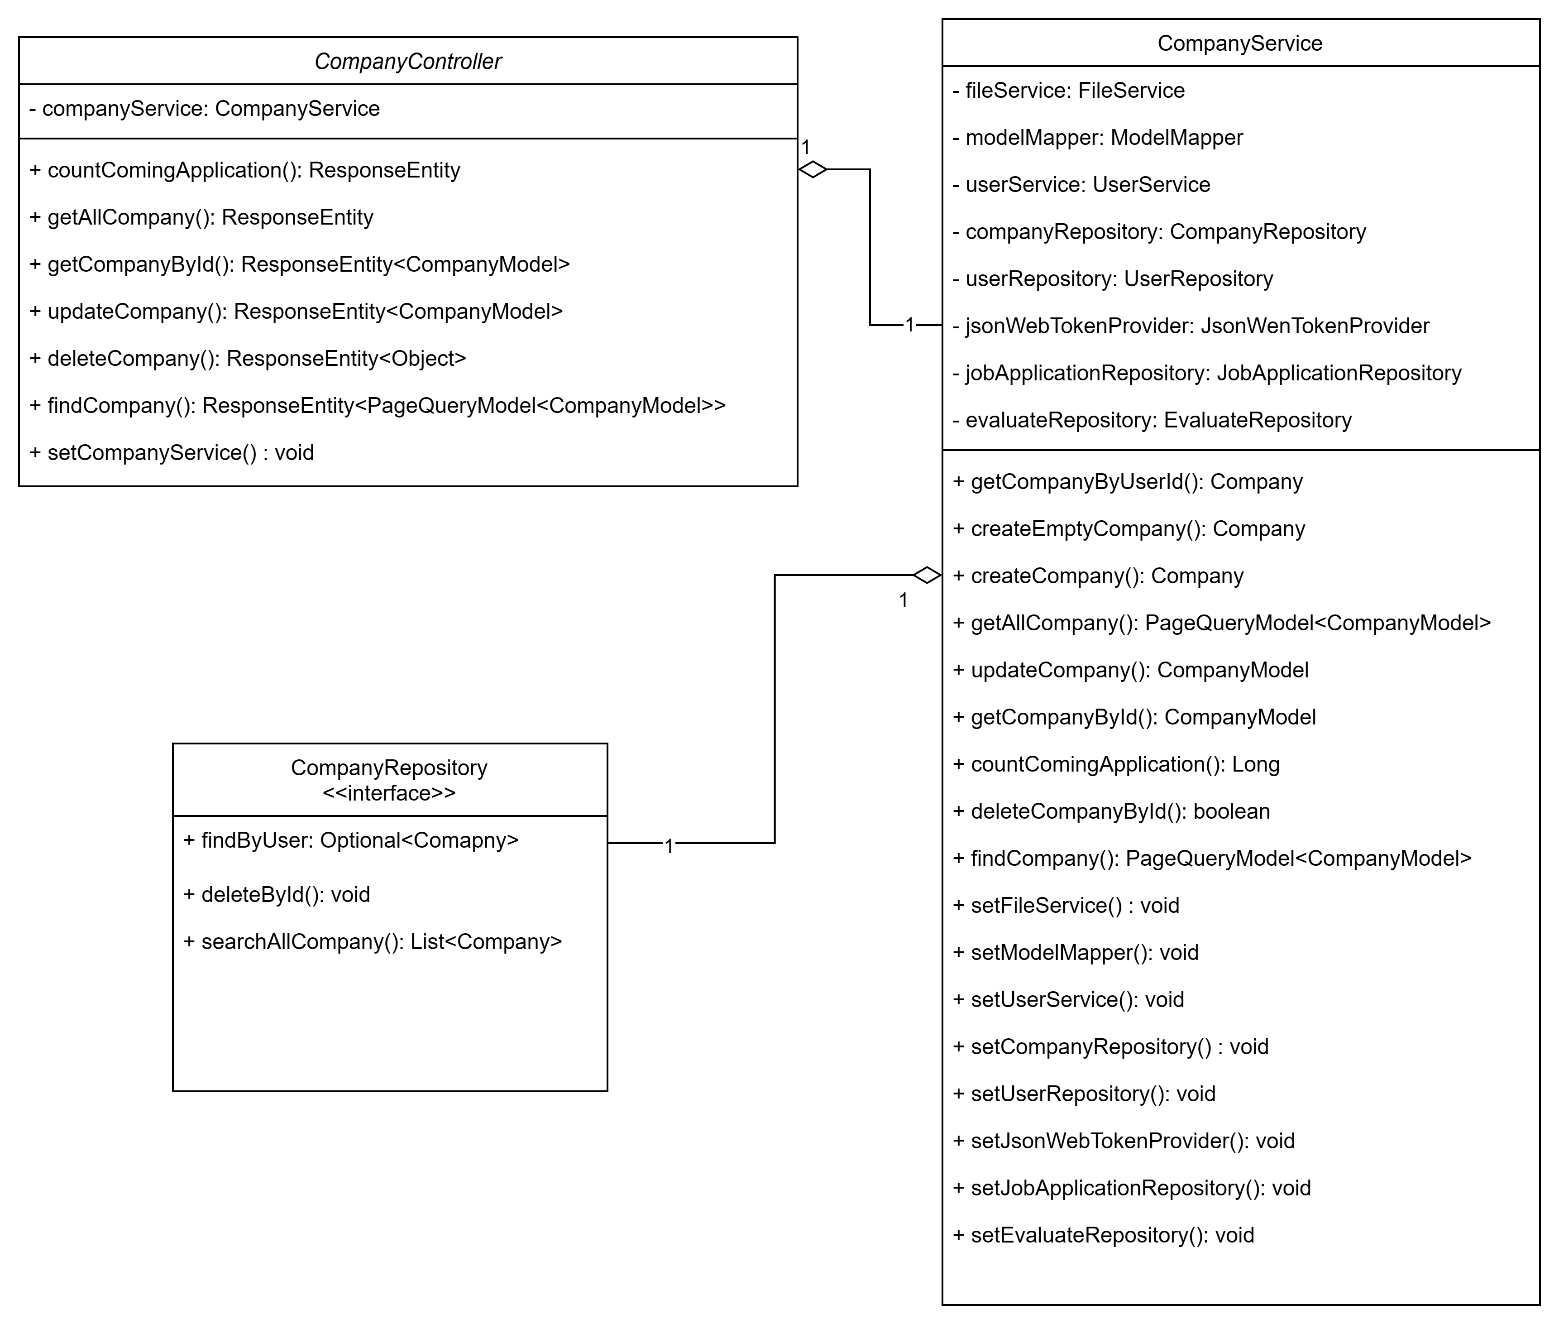 CompanyController
- companyService: CompanyService
+ countComingApplication(): ResponseEntity
+ getAllCompany(): ResponseEntity
+ getCompanyById(): ResponseEntity<CompanyModel>
+ updateCompany(): ResponseEntity<CompanyModel>
+ deleteCompany(): ResponseEntity<Object>
+ findCompany(): ResponseEntity<PageQueryModel<CompanyModel>>
+ setCompanyService() : void
1
1
CompanyService
- fileService: FileService
- modelMapper: ModelMapper
- userService: UserService
- companyRepository: CompanyRepository
- userRepository: UserRepository
- jsonWebTokenProvider: JsonWenTokenProvider
- jobApplicationRepository: JobApplicationRepository
- evaluateRepository: EvaluateRepository
+ getCompanyByUserId(): Company
+ createEmptyCompany(): Company
+ createCompany(): Company
+ getAllCompany(): PageQueryModel<CompanyModel>
+ updateCompany(): CompanyModel
+ getCompanyById(): CompanyModel
+ countComingApplication(): Long
+ deleteCompanyById(): boolean
+ findCompany(): PageQueryModel<CompanyModel>
+ setFileService() : void
+ setModelMapper(): void
+ setUserService(): void
+ setCompanyRepository() : void
+ setUserRepository(): void
+ setJsonWebTokenProvider(): void
+ setJobApplicationRepository(): void
+ setEvaluateRepository(): void
1
1
CompanyRepository
<<interface>>
+ findByUser: Optional<Comapny>
+ deleteById(): void
+ searchAllCompany(): List<Company>